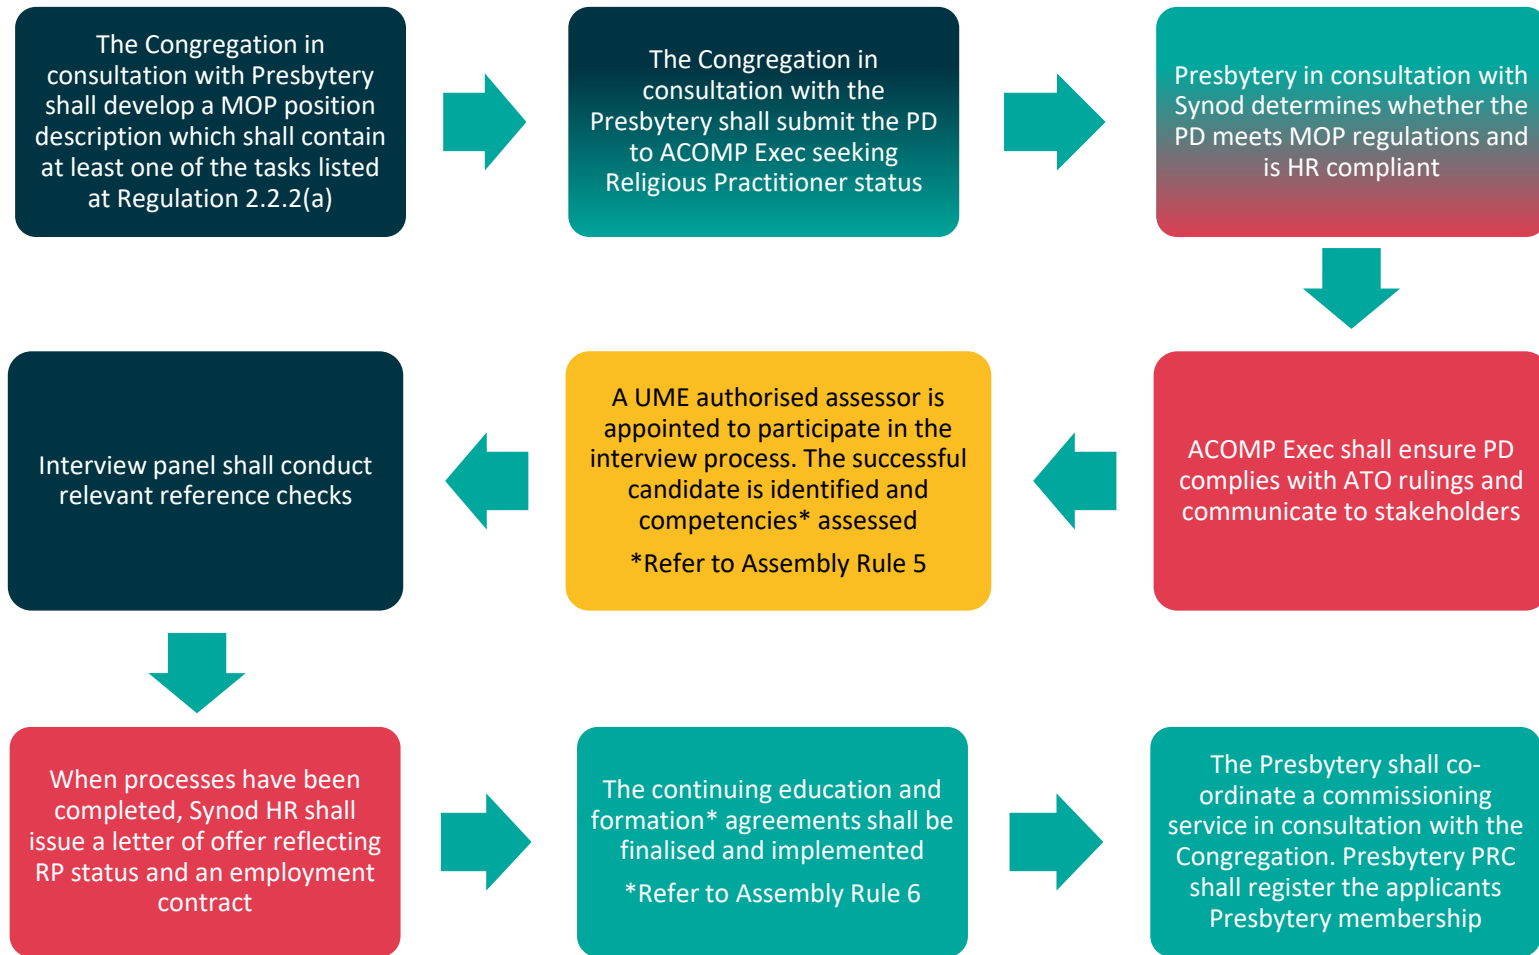 The Congregation in
consultation with Presbytery
shall develop a MOP position
description which shall contain
at least one of the tasks listed
at Regulation 2.2.2(a)
The Congregation in
consultation with the
Presbytery shall submit the PD
to ACOMP Exec seeking
Religious Practitioner status
Presbytery in consultation with
Synod determines whether the
PD meets MOP regulations and
is HR compliant
ACOMP Exec shall ensure PD
complies with ATO rulings and
communicate to stakeholders
A UME authorised assessor is
appointed to participate in the
interview process. The successful
candidate is identified and
competencies* assessed
*Refer to Assembly Rule 5
Interview panel shall conduct
relevant reference checks
When processes have been
completed, Synod HR shall
issue a letter of offer reflecting
RP status and an employment
contract
The continuing education and
formation* agreements shall be
finalised and implemented
*Refer to Assembly Rule 6
The Presbytery shall co-
ordinate a commissioning
service in consultation with the
Congregation. Presbytery PRC
shall register the applicants
Presbytery membership